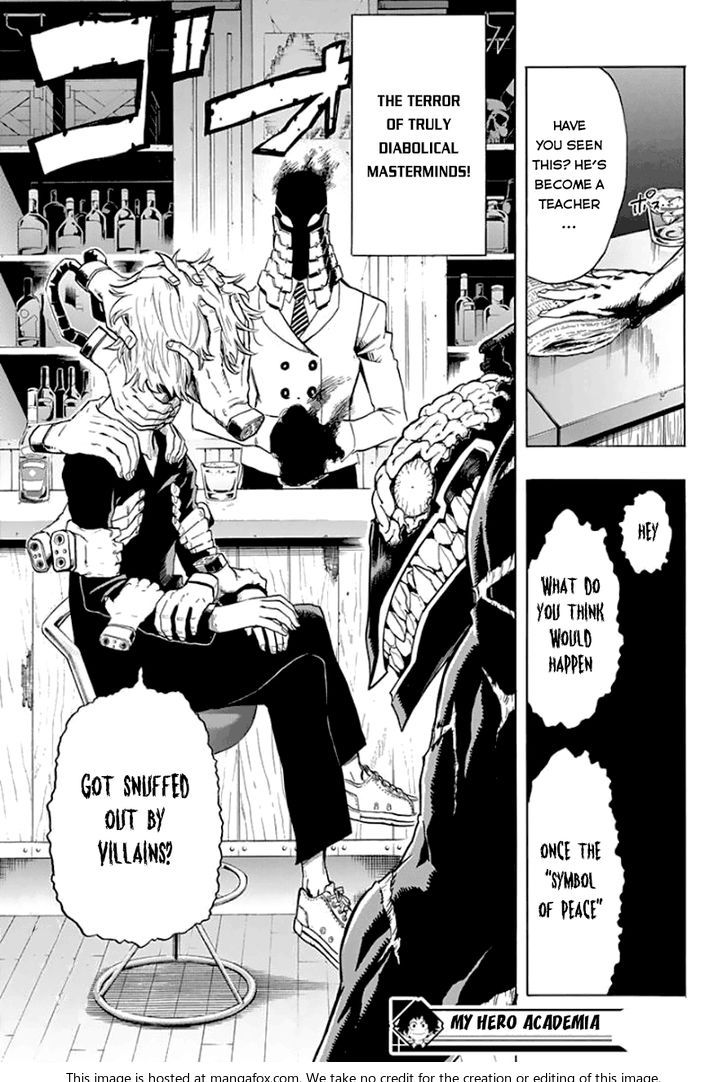 HAVE
YOU SEEN
THIS? HE'S
BECOME A
TEACHER
...
ポス
HEY
WHAT DO
YOU THINK
WOULD
HAPPEN
ONCE THE
"SYMBOL
OF PEACE"
THE TERROR
OF TRULY
DIABOLICAL
MASTERMINDS!
GOT SNUFFED
OUT BY
VILLAINS?
MY HERO ACADEMIA
This image is hosted at mangafox.com. We take no credit for the creation or editing of this image.